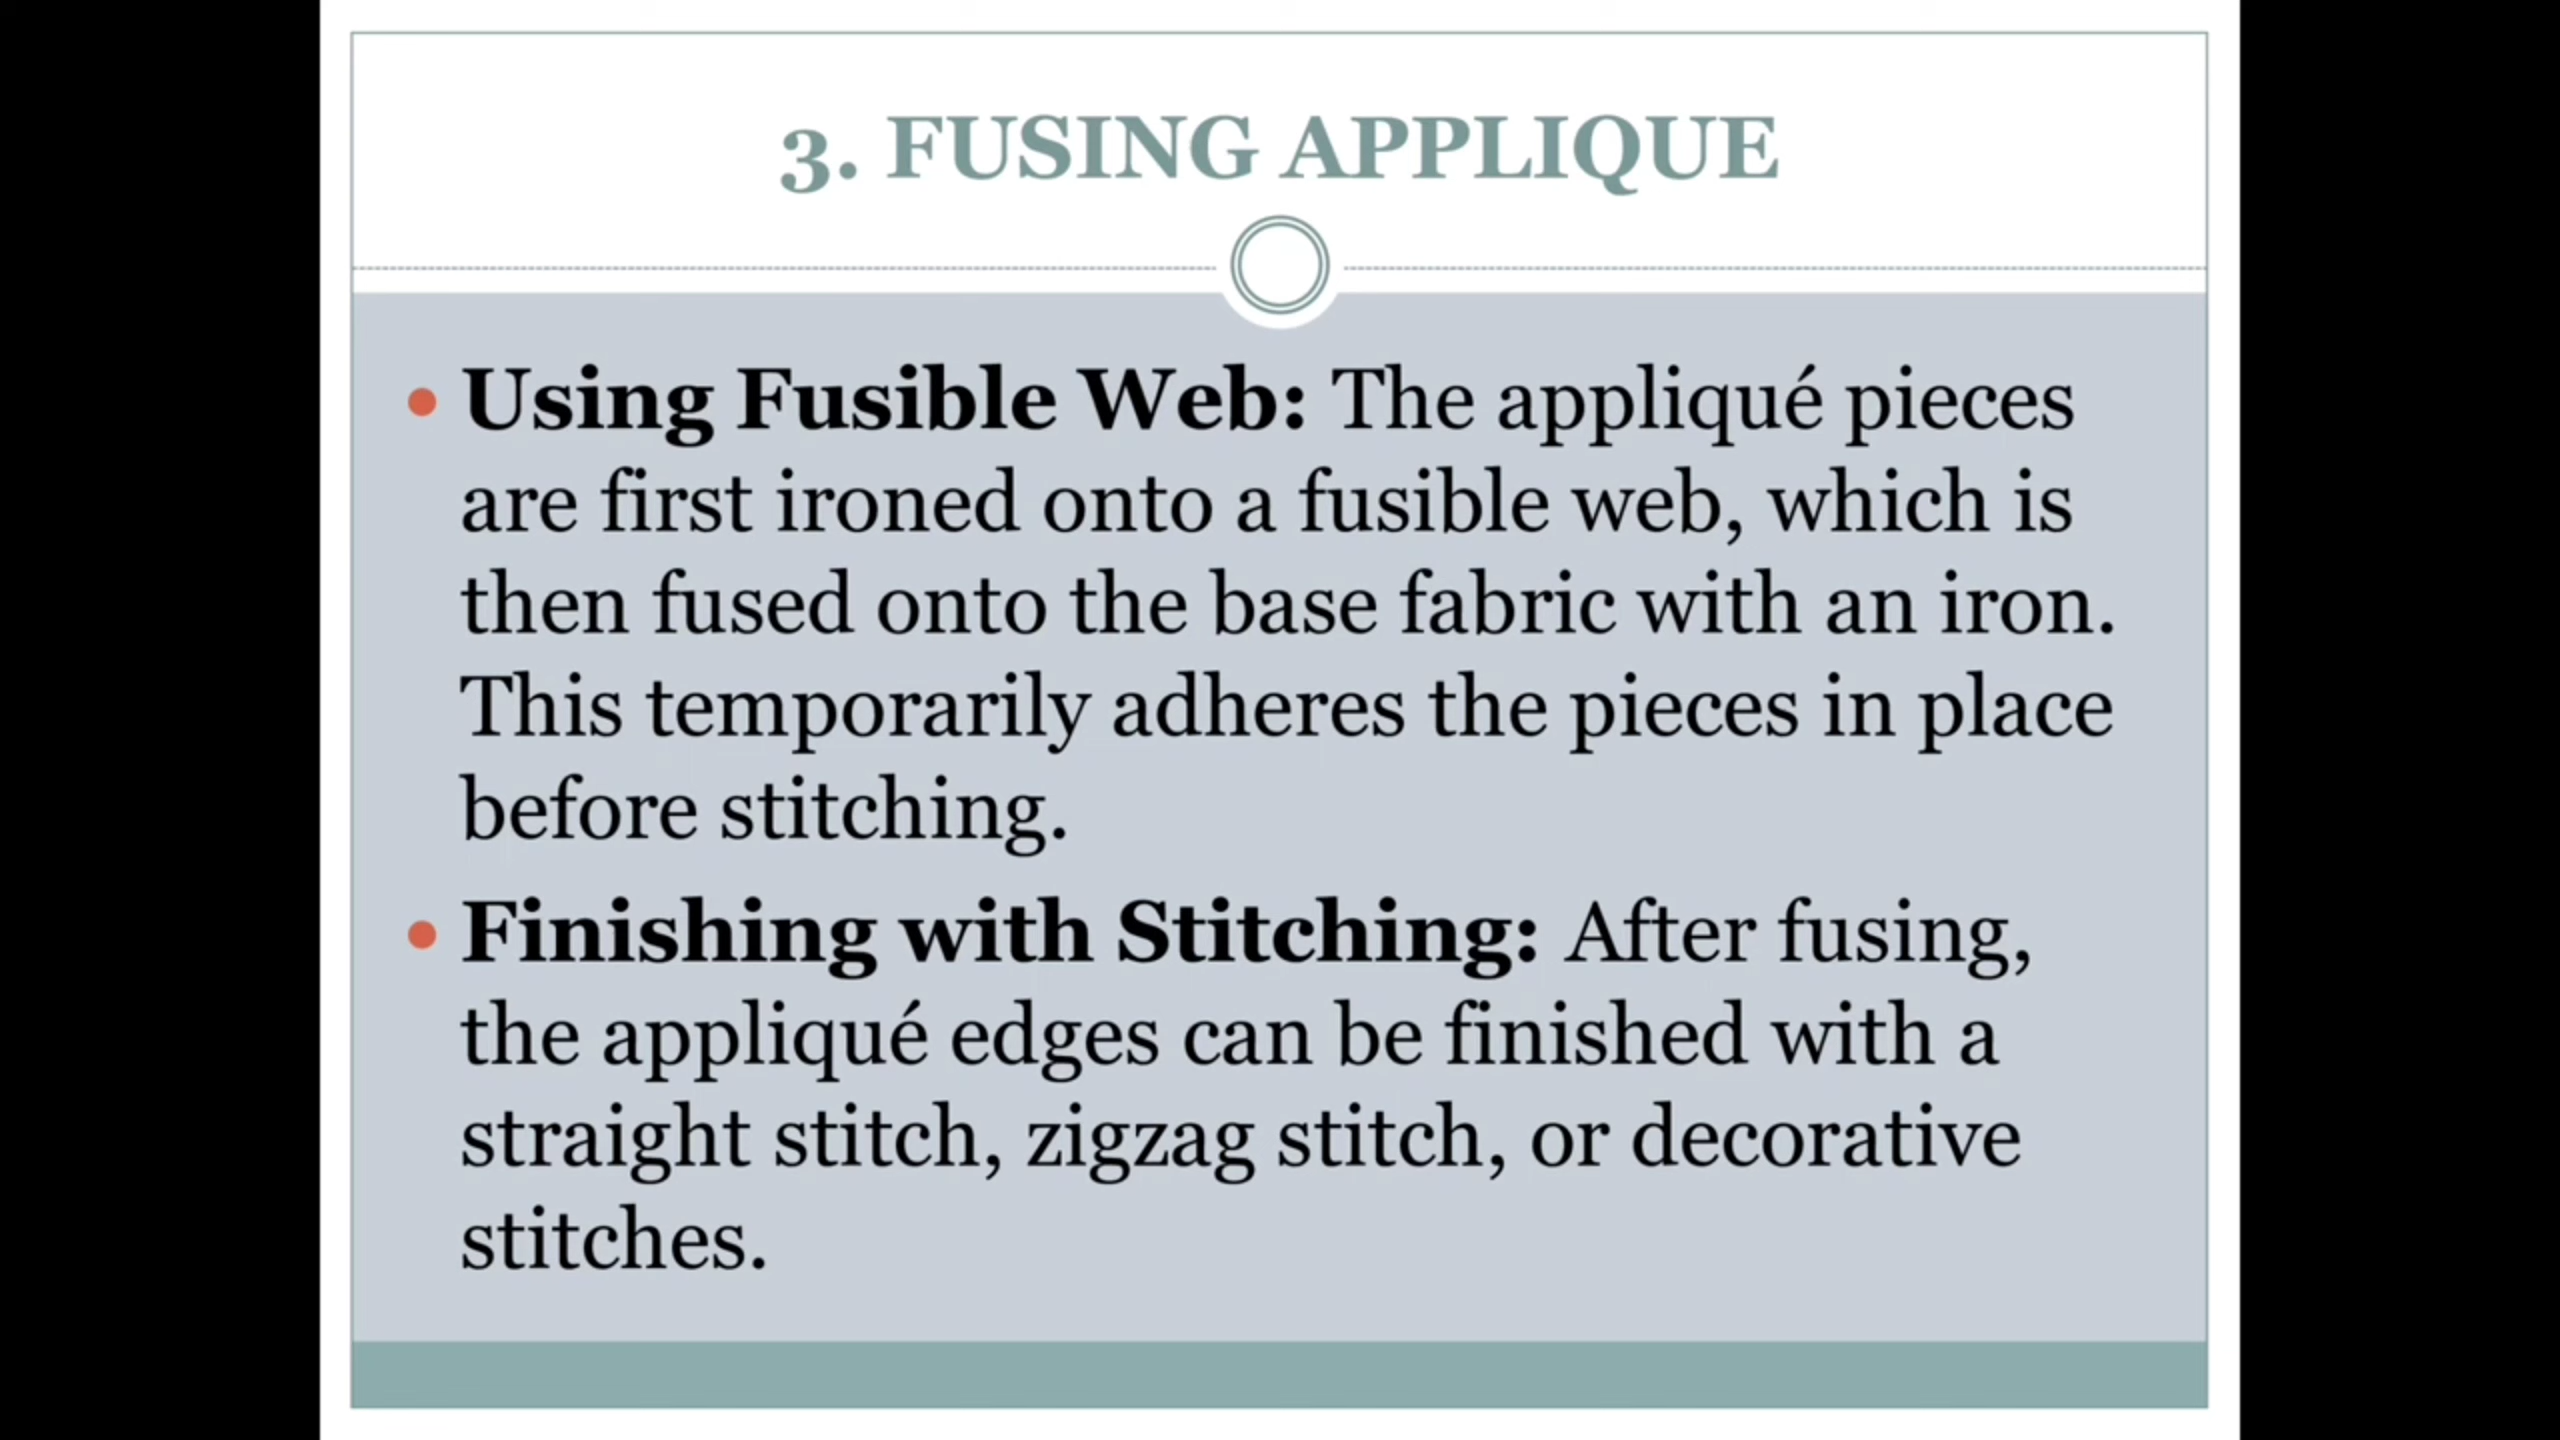 3. FUSING APPLIQUE
• Using Fusible Web: The appliqué pieces
are first ironed onto a fusible web, which is
then fused onto the base fabric with an iron.
This temporarily adheres the pieces in place
before stitching.
• Finishing with Stitching: After fusing,
the appliqué edges can be finished with a
straight stitch, zigzag stitch, or decorative
stitches.